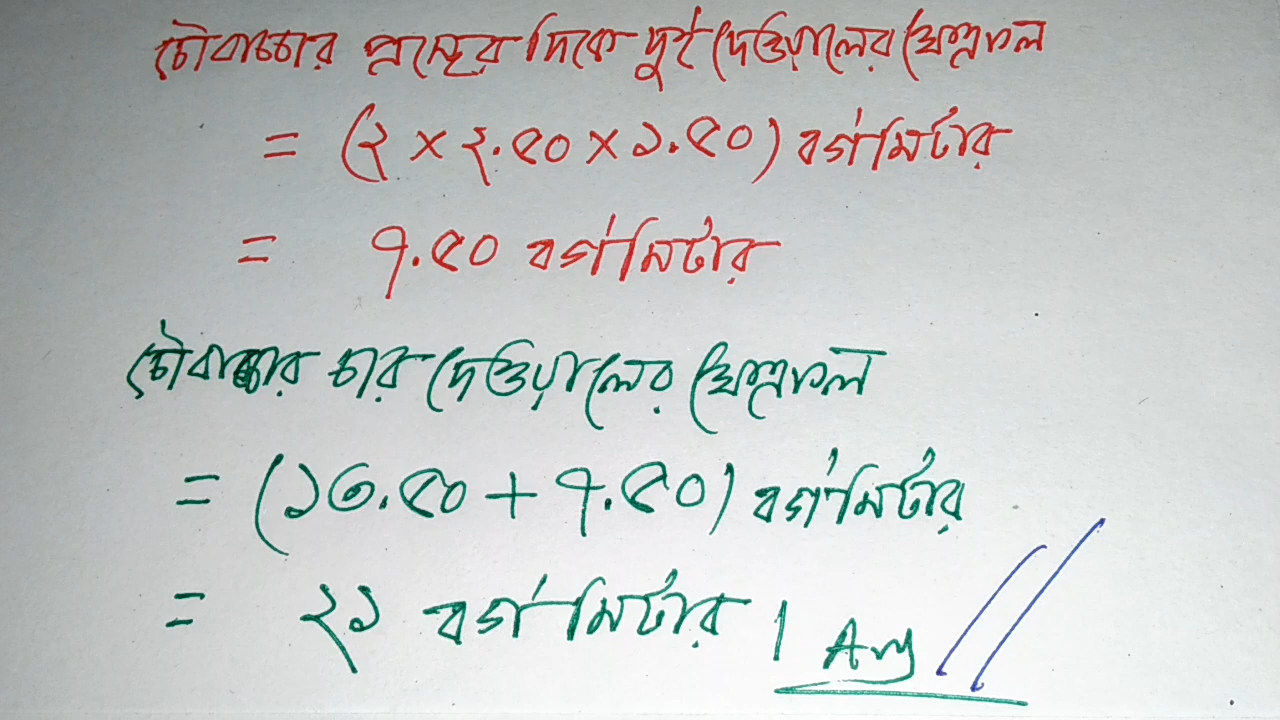 চৌবাচ্চার প্রস্থের দিকে দুই দেওয়ালের ক্ষেত্রফল
= (২ × ২.৫০ × ১.৫০) বর্গমিটার
= ৭.৫০ বর্গমিটার
চৌবাচ্চার চার দেওয়ালের ক্ষেত্রফল
= (১৩.৫০ + ৭.৫০) বর্গমিটার
= ২১ বর্গমিটার । Ans //